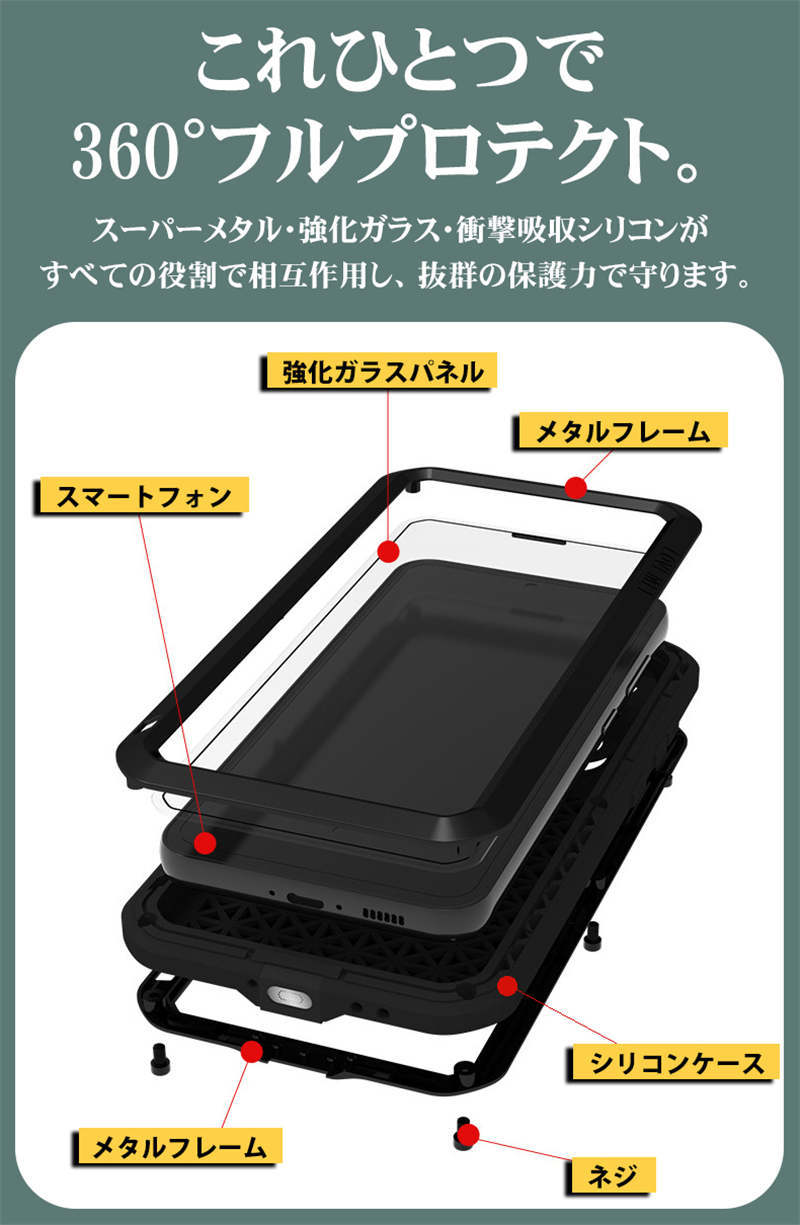 これひとつで
360°フルプロテクト。
スーパーメタル・強化ガラス・衝撃吸収シリコンが
すべての役割で相互作用し、抜群の保護力で守ります。
強化ガラスパネル
メタルフレーム
スマートフォン
シリコンケース
メタルフレーム
ネジ